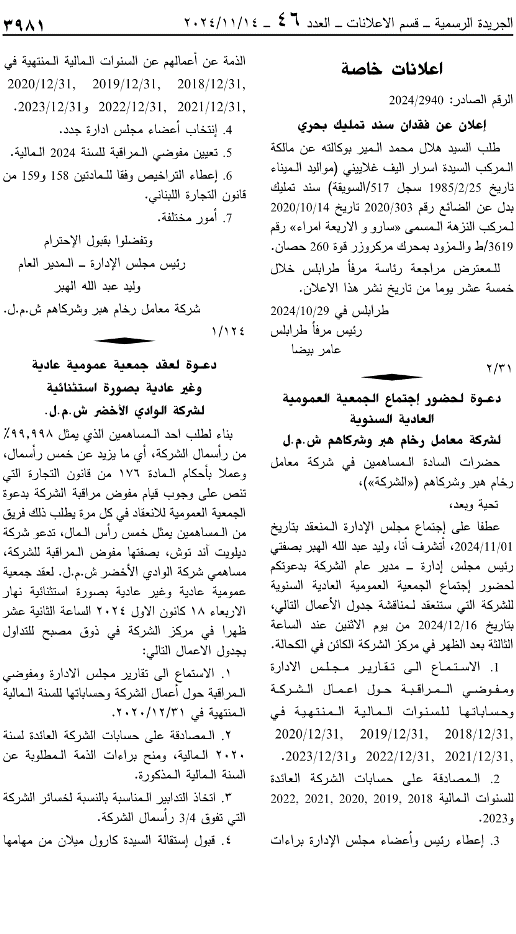 الجريدة الرسمية ــ قسم الاعلانات ــ العدد ٤٦ ــ ٢٠٢٤/١١/١٤
٣٩٨١
اعلانات خاصة
الرقم الصادر: 2024/2940
إعلان عن فقدان سند تمليك بحري
طلب السيد هلال محمد المير بوكالته عن مالكة
المركب السيدة اسرار اليف غلاييني (مواليد الميناء
تاريخ 1985/2/25 سجل 517/السويقة) سند تمليك
بدل عن الضائع رقم 2020/303 تاريخ 2020/10/14
لمركب النزهة المسمى «سارو و الاربعة امراء» رقم
3619/ط والمزود بمحرك مركروزر قوة 260 حصان.
للمعترض مراجعة رئاسة مرفأ طرابلس خلال
خمسة عشر يوما من تاريخ نشر هذا الاعلان.
طرابلس في 2024/10/29
رئيس مرفأ طرابلس
عامر بيضا
٢/٣١
دعوة لحضور إجتماع الجمعية العمومية
العادية السنوية
لشركة معامل رخام هبر وشركاهم ش.م.ل
حضرات السادة المساهمين في شركة معامل
رخام هبر وشركاهم («الشركة»)،
تحية وبعد،
عطفا على إجتماع مجلس الإدارة المنعقد بتاريخ
2024/11/01، أتشرف أنا، وليد عبد الله الهبر بصفتي
رئيس مجلس إدارة ــ مدير عام الشركة بدعوتكم
لحضور إجتماع الجمعية العمومية العادية السنوية
للشركة التي ستنعقد لمناقشة جدول الأعمال التالي،
بتاريخ 2024/12/16 من يوم الاثنين عند الساعة
الثالثة بعد الظهر في مركز الشركة الكائن في الكحالة.
1. الاستماع الى تقارير مجلس الادارة
ومفوضي المراقبة حول اعمال الشركة
وحساباتها للسنوات المالية المنتهية في
2018/12/31, 2019/12/31, 2020/12/31,
2021/12/31, 2022/12/31 و2023/12/31.
2. المصادقة على حسابات الشركة العائدة
للسنوات المالية 2018 ,2019 ,2020 ,2021 ,2022
و2023.
3. إعطاء رئيس وأعضاء مجلس الإدارة براءات
الذمة عن أعمالهم عن السنوات المالية المنتهية في
2018/12/31, 2019/12/31, 2020/12/31,
2021/12/31, 2022/12/31 و2023/12/31.
4. إنتخاب أعضاء مجلس ادارة جدد.
5. تعيين مفوضي المراقبة للسنة 2024 المالية.
6. إعطاء التراخيص وفقا للمادتين 158 و159 من
قانون التجارة اللبناني.
7. أمور مختلفة.
وتفضلوا بقبول الإحترام
رئيس مجلس الإدارة ــ المدير العام
وليد عبد الله الهبر
شركة معامل رخام هبر وشركاهم ش.م.ل.
١/١٢٤
دعوة لعقد جمعية عمومية عادية
وغير عادية بصورة استثنائية
لشركة الوادي الأخضر ش.م.ل.
بناء لطلب احد المساهمين الذي يمثل ٩٩,٩٩٨٪
من رأسمال الشركة، أي ما يزيد عن خمس رأسمال،
وعملا بأحكام المادة ١٧٦ من قانون التجارة التي
تنص على وجوب قيام مفوض مراقبة الشركة بدعوة
الجمعية العمومية للانعقاد في كل مرة يطلب ذلك فريق
من المساهمين يمثل خمس رأس المال، تدعو شركة
ديلويت أند توش، بصفتها مفوض المراقبة للشركة،
مساهمي شركة الوادي الأخضر ش.م.ل. لعقد جمعية
عمومية عادية وغير عادية بصورة استثنائية نهار
الاربعاء ١٨ كانون الاول ٢٠٢٤ الساعة الثانية عشر
ظهرا في مركز الشركة في ذوق مصبح للتداول
بجدول الاعمال التالي:
١. الاستماع الى تقارير مجلس الادارة ومفوضي
المراقبة حول أعمال الشركة وحساباتها للسنة المالية
المنتهية في ٢٠٢٠/١٢/٣١.
٢. المصادقة على حسابات الشركة العائدة لسنة
٢٠٢٠ المالية، ومنح براءات الذمة المطلوبة عن
السنة المالية المذكورة.
٣. اتخاذ التدابير المناسبة بالنسبة لخسائر الشركة
التي تفوق 3/4 رأسمال الشركة.
٤. قبول إستقالة السيدة كارول ميلان من مهامها